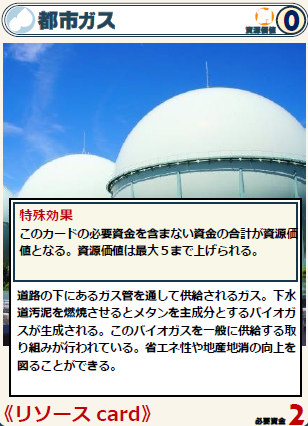 都市ガス
資源価値
0
特殊効果
このカードの必要資金を含まない資金の合計が資源価
値となる。資源価値は最大５まで上げられる。
道路の下にあるガス管を通して供給されるガス。下水
道汚泥を燃焼させるとメタンを主成分とするバイオガ
スが生成される。このバイオガスを一般に供給する取
り組みが行われている。省エネ性や地産地消の向上を
図ることができる。
《リソース card》
必要資金 2